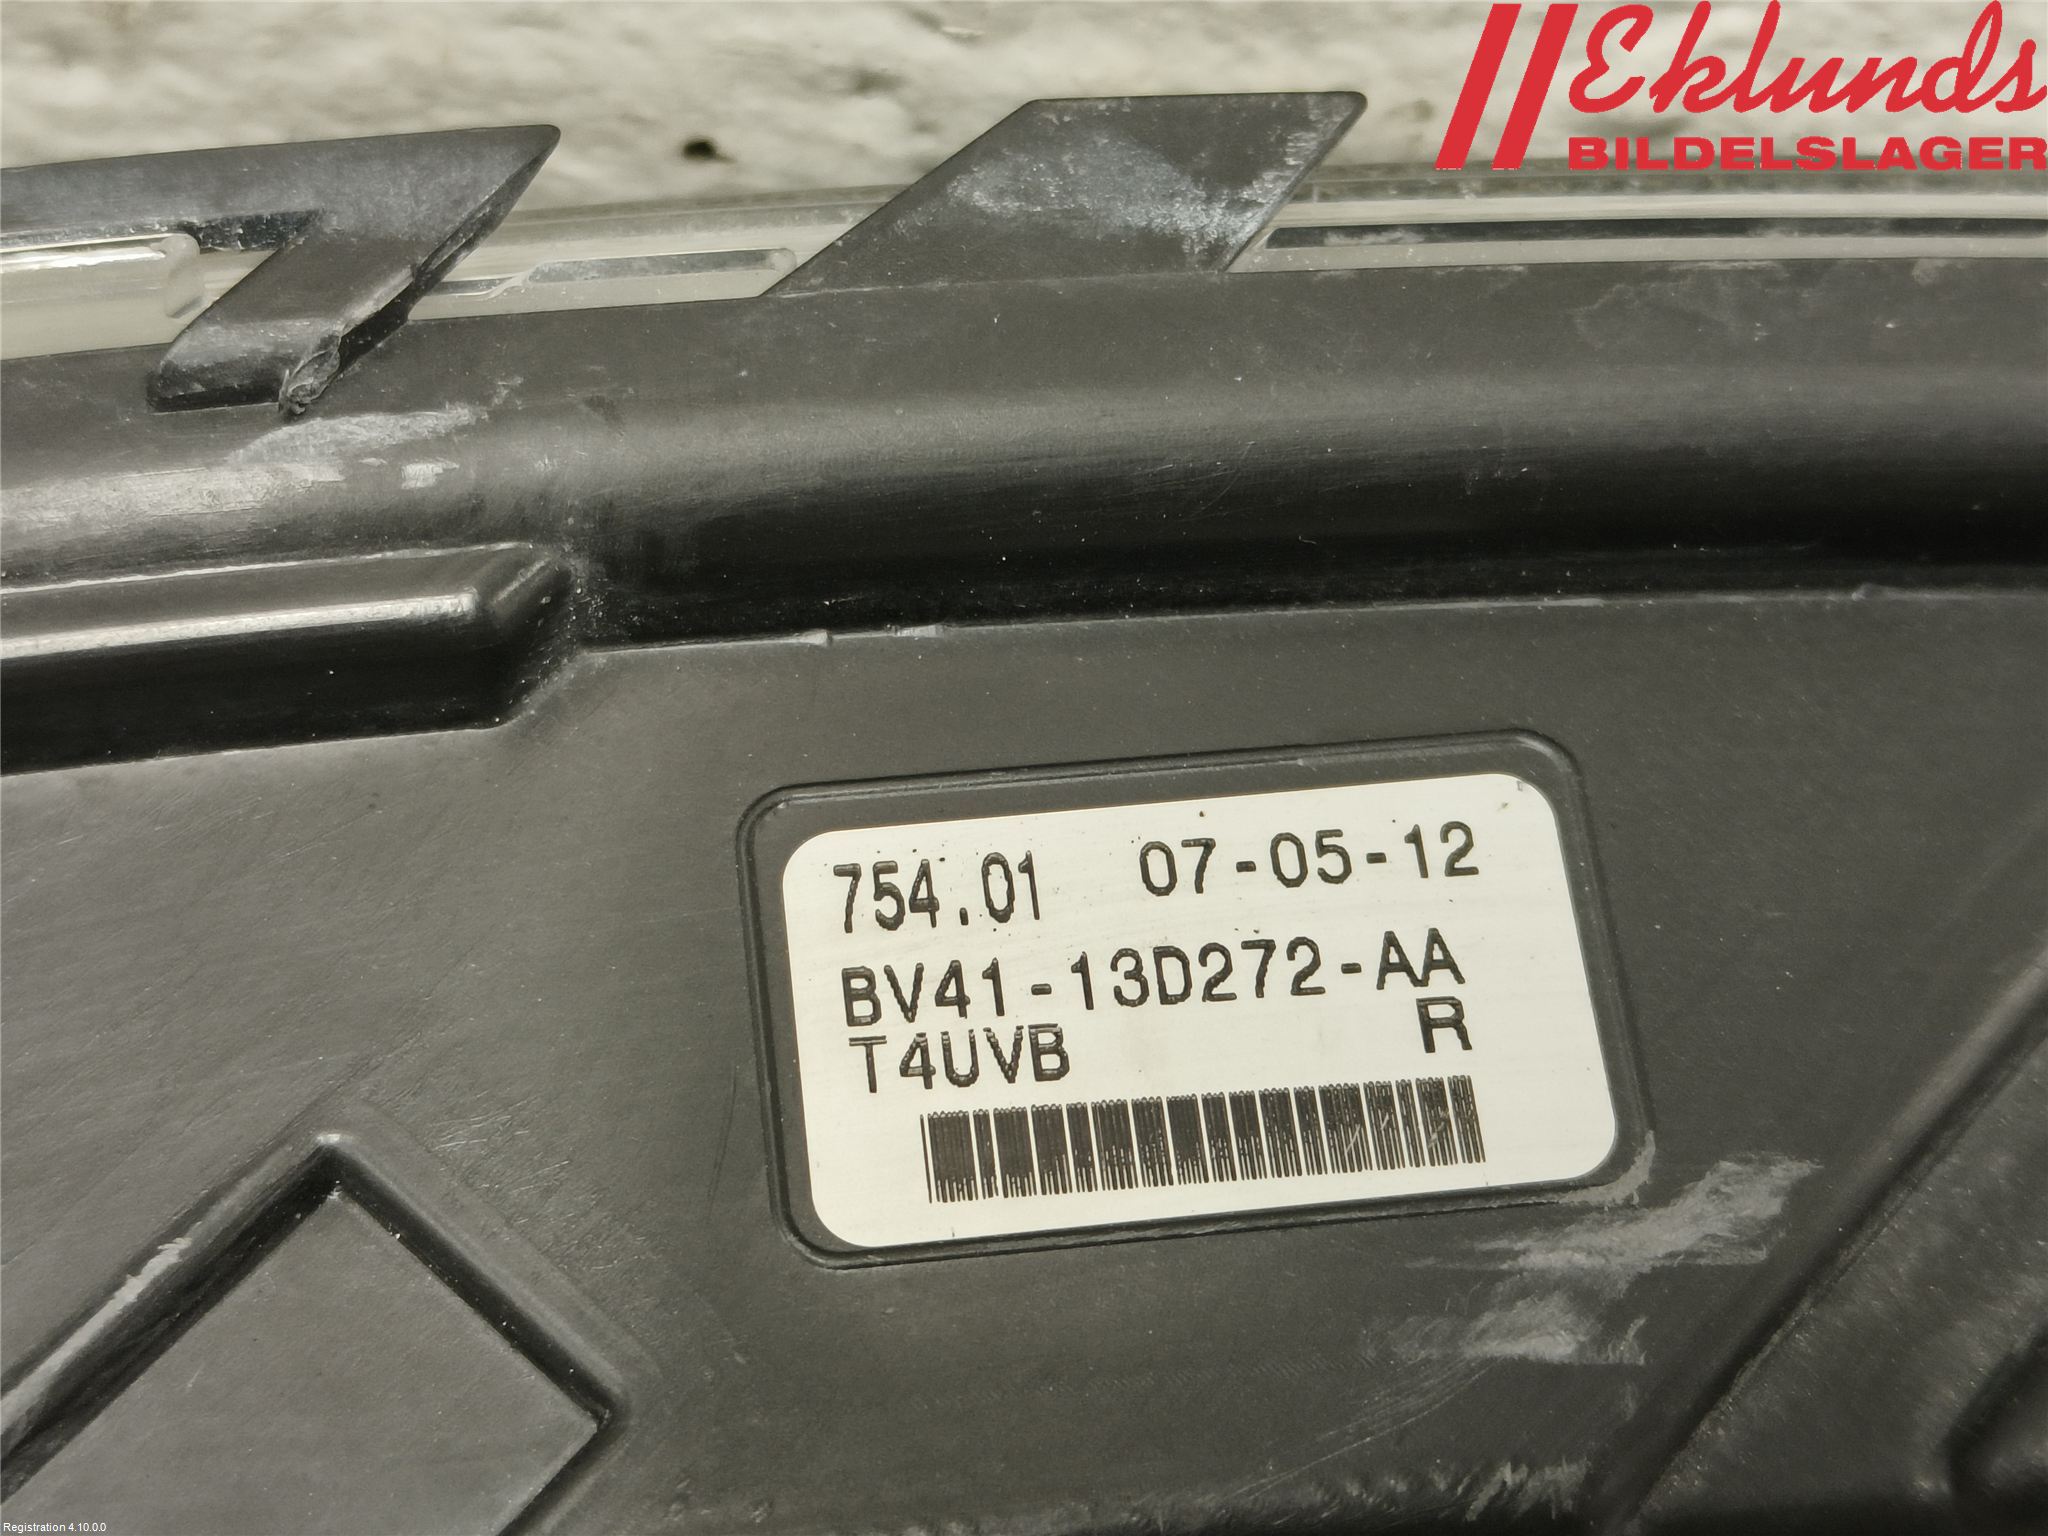 Eklunds
BILDELSLAGER
754.01 07-05-12
BV41-13D272-AA
T4UVB R
Registration 4.10.0.0